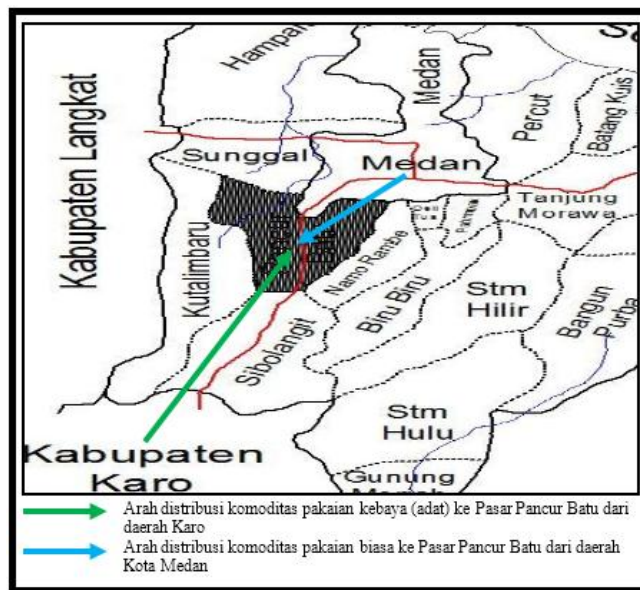 Hampar
Medan
Percut
Batang Kuis
Kabupaten Langkat
Sunggal
Medan
Tanjung
Morawa
Kutalimbaru
Namo Rambe
Biru Biru
Stm
Hilir
Bangun
Purba
Sibolangit
Stm
Hulu
Kabupaten
Karo
Gunung
Arah distribusi komoditas pakaian kebaya (adat) ke Pasar Pancur Batu dari
daerah Karo
Arah distribusi komoditas pakaian biasa ke Pasar Pancur Batu dari daerah
Kota Medan